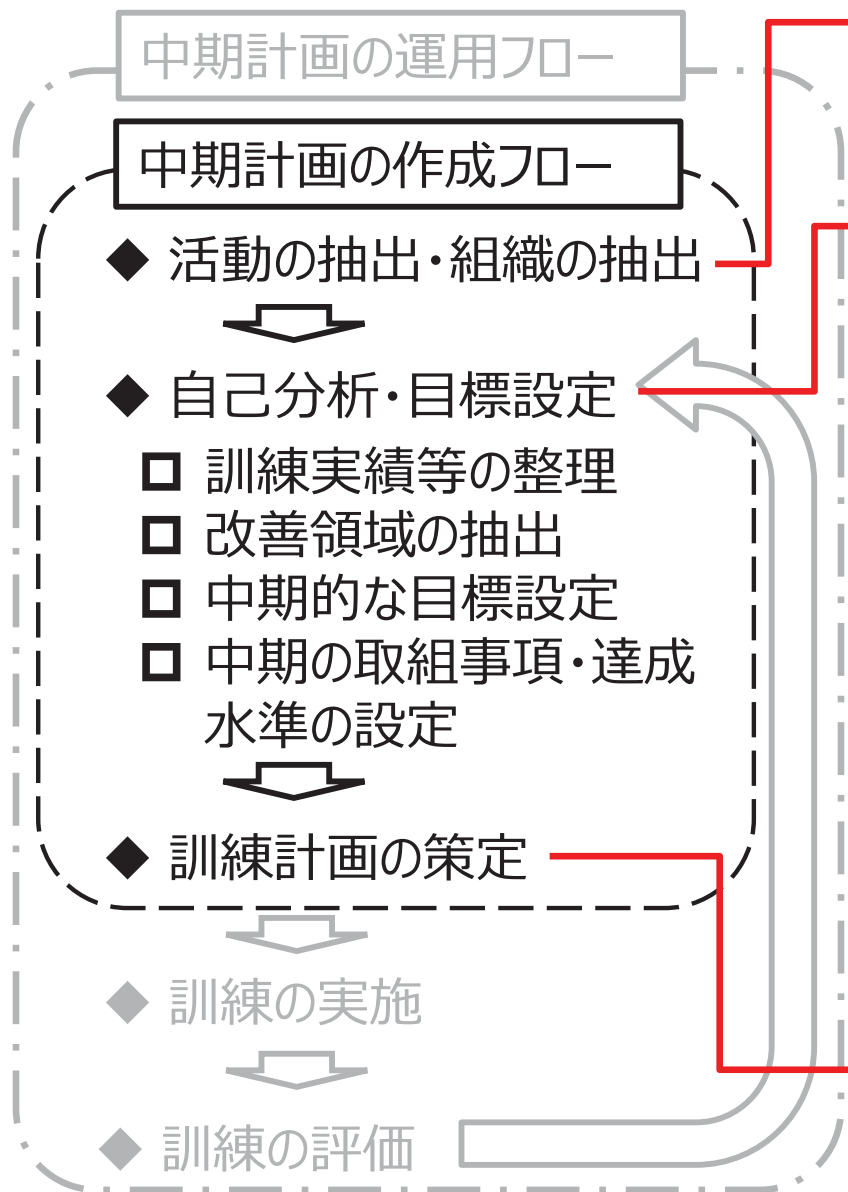 中期計画の運用フロー
中期計画の作成フロー
◆ 活動の抽出・組織の抽出
◆ 自己分析・目標設定
訓練実績等の整理
改善領域の抽出
中期的な目標設定
中期の取組事項・達成
水準の設定
◆ 訓練計画の策定
◆ 訓練の実施
◆ 訓練の評価